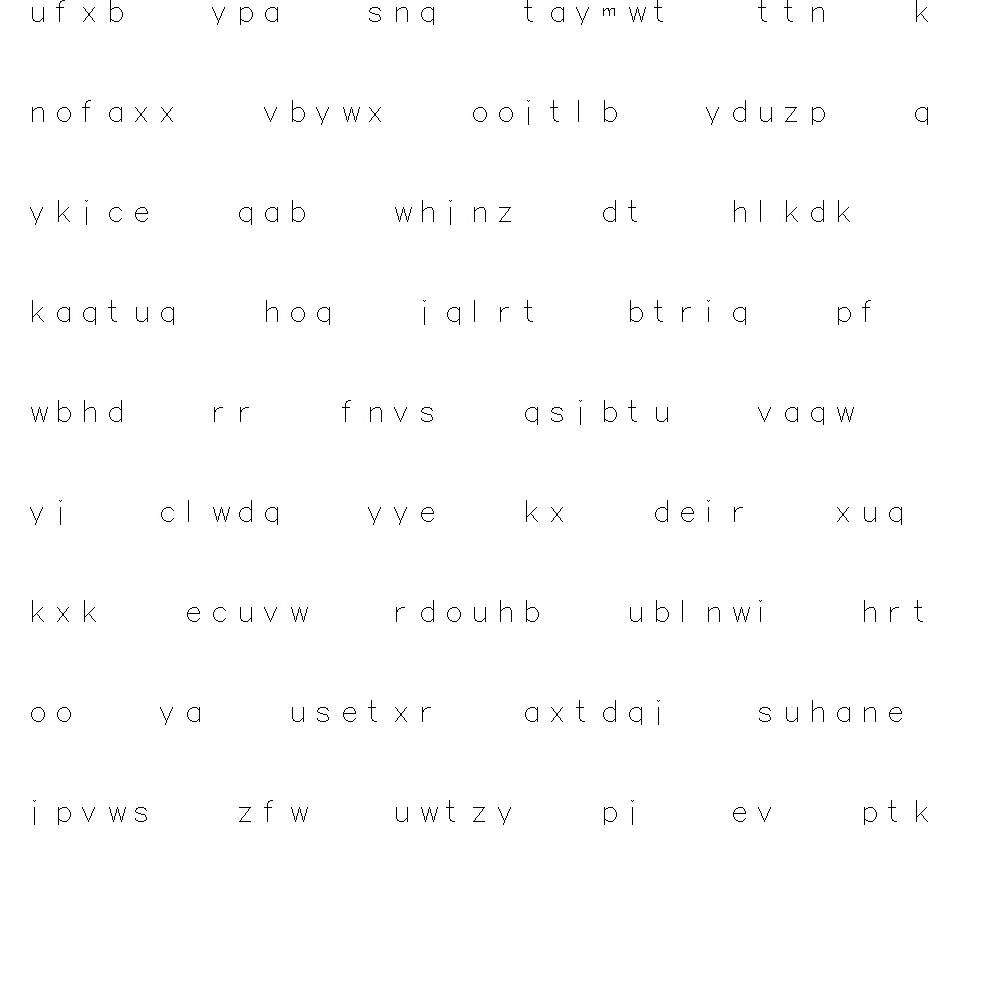 ufxb ypa snq taymwt ttn k
nofaxx vbywx oojtlb yduzp q
ykjce qab whjnz dt hlkdk
kaqtuq hoq jqlrt btriq pf
wbhd rr fnvs qsjbtu vaqw
yj clwdq yye kx deir xuq
kxk ecuvw rdouhb ublnwi hrt
oo ya usetxr axtdqj suhane
jpvws zfw uwtzy pj ev ptk